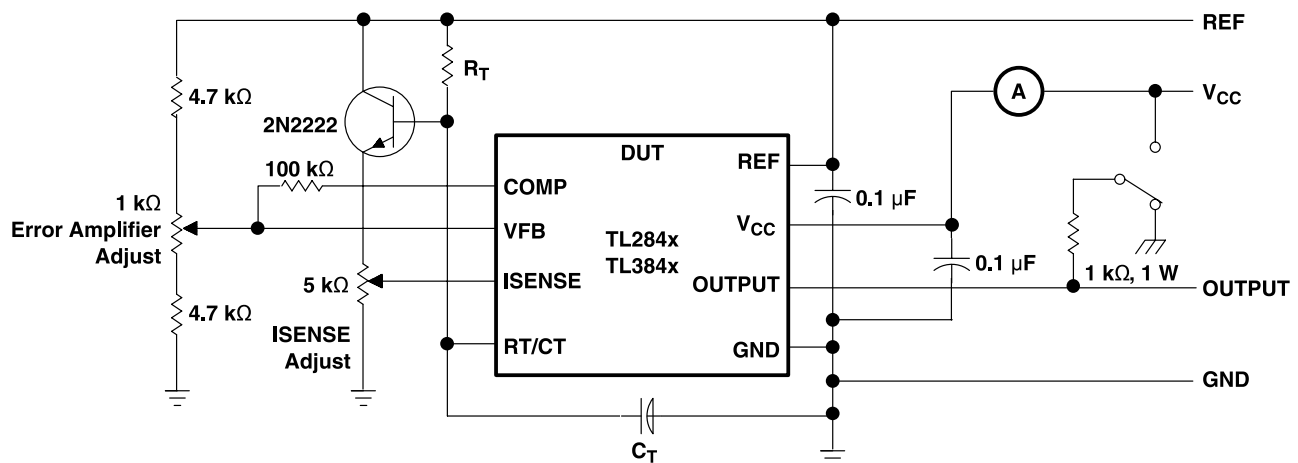 REF
R_T
4.7 kΩ
A
V_CC
2N2222
DUT
REF
100 kΩ
COMP
0.1 µF
1 kΩ
Error Amplifier
Adjust
VFB
V_CC
TL284x
TL384x
0.1 µF
5 kΩ
ISENSE
OUTPUT
1 kΩ, 1 W
OUTPUT
4.7 kΩ
ISENSE
Adjust
RT/CT
GND
GND
C_T